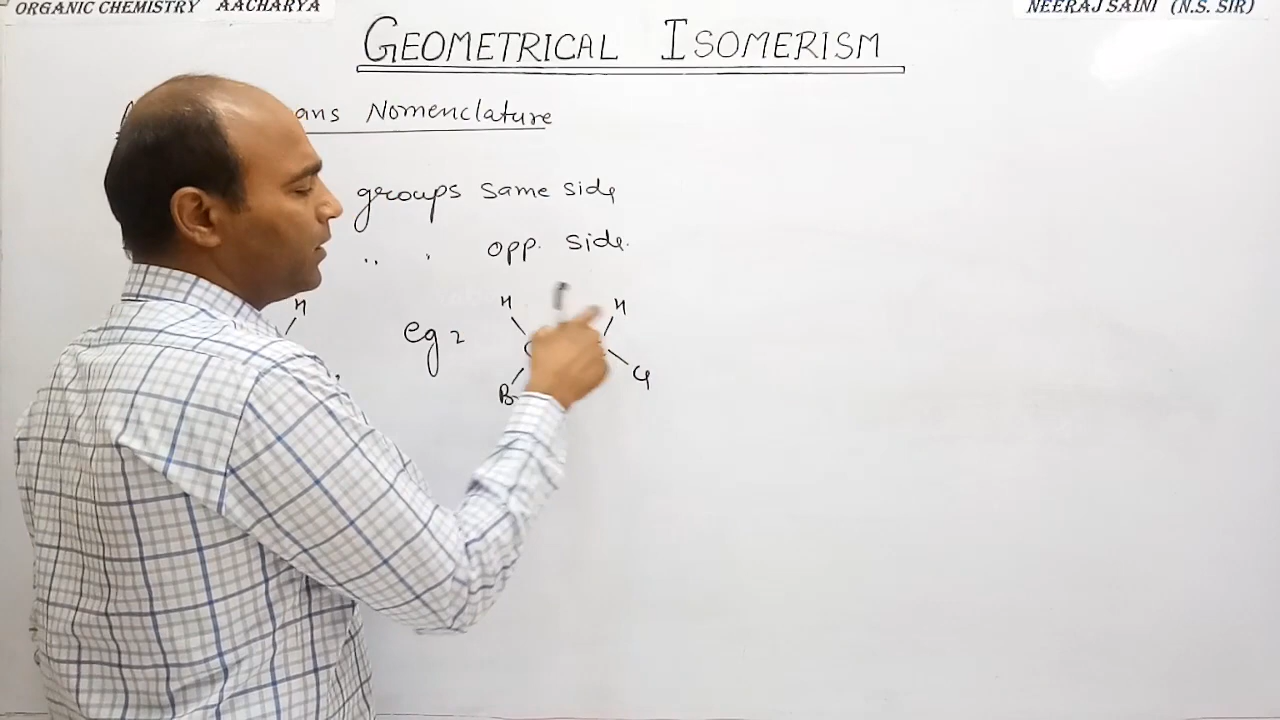 ORGANIC CHEMISTRY AACHARYA
NEERAJ SAINI (N.S. SIR)
GEOMETRICAL ISOMERISM
ans Nomenclature
groups same side
" " opp. side.
H
eg 2
H H
Br Cl